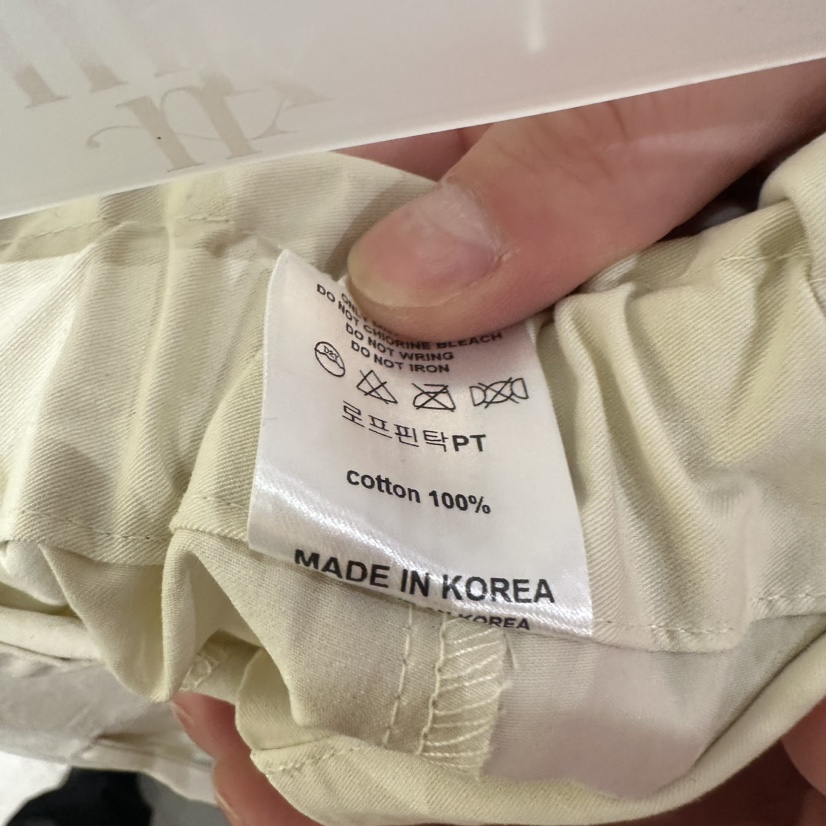 DO NOT CHLORINE BLEACH
DO NOT WRING
DO NOT IRON
로프핀탁PT
cotton 100%
MADE IN KOREA
KOREA